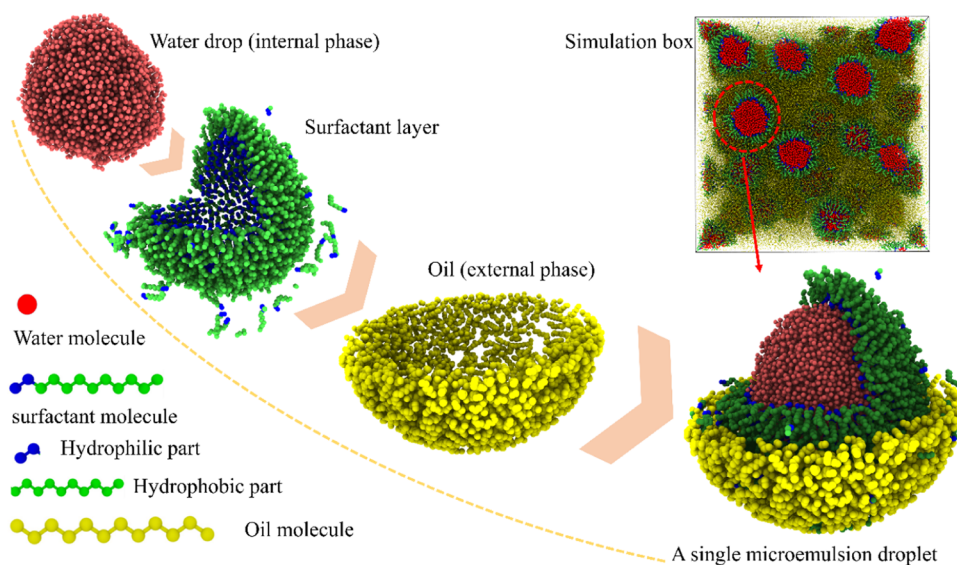 Water drop (internal phase)
Simulation box
Surfactant layer
Oil (external phase)
Water molecule
surfactant molecule
Hydrophilic part
Hydrophobic part
Oil molecule
A single microemulsion droplet